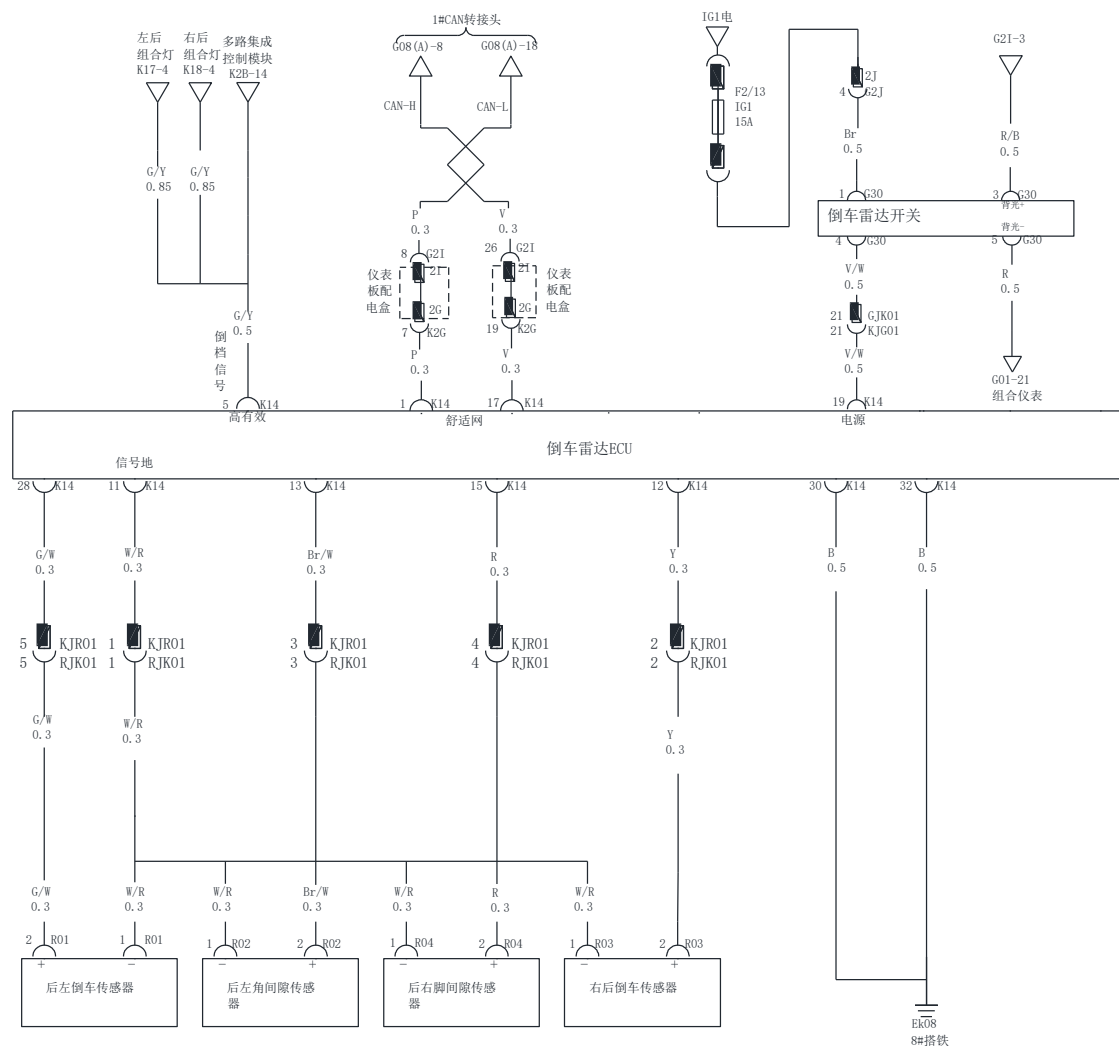 1#CAN转接头
G08(A)-8
G08(A)-18
左后
组合灯
K17-4
右后
组合灯
K18-4
多路集成
控制模块
K2B-14
IG1电
G2I-3
2J
4
G2J
F2/13
IG1
15A
CAN-H
CAN-L
Br
0.5
R/B
0.5
G/Y
0.85
G/Y
0.85
1
G30
3
G30
背光+
倒车雷达开关
背光-
4
G30
5
G30
P
0.3
V
0.3
8
G2I
26
G2I
仪表
板配
电盒
2I
2G
2I
2G
仪表
板配
电盒
7
K2G
19
K2G
V/W
0.5
R
0.5
21
GJK01
21
KJG01
G/Y
0.5
倒
档
信
号
P
0.3
V
0.3
V/W
0.5
G01-21
组合仪表
5
K14
1
K14
17
K14
19
K14
高有效
舒适网
电源
倒车雷达ECU
信号地
28
K14
11
K14
13
K14
15
K14
12
K14
30
K14
32
K14
G/W
0.3
W/R
0.3
Br/W
0.3
R
0.3
Y
0.3
B
0.5
B
0.5
5
KJR01
1
KJR01
3
KJR01
4
KJR01
2
KJR01
5
RJK01
1
RJK01
3
RJK01
4
RJK01
2
RJK01
G/W
0.3
W/R
0.3
Y
0.3
G/W
0.3
W/R
0.3
W/R
0.3
Br/W
0.3
W/R
0.3
R
0.3
W/R
0.3
2
R01
1
R01
1
R02
2
R02
1
R04
2
R04
1
R03
2
R03
+
-
-
+
-
+
-
+
后左倒车传感器
后左角间隙传感
器
后右脚间隙传感
器
右后倒车传感器
Ek08
8#搭铁